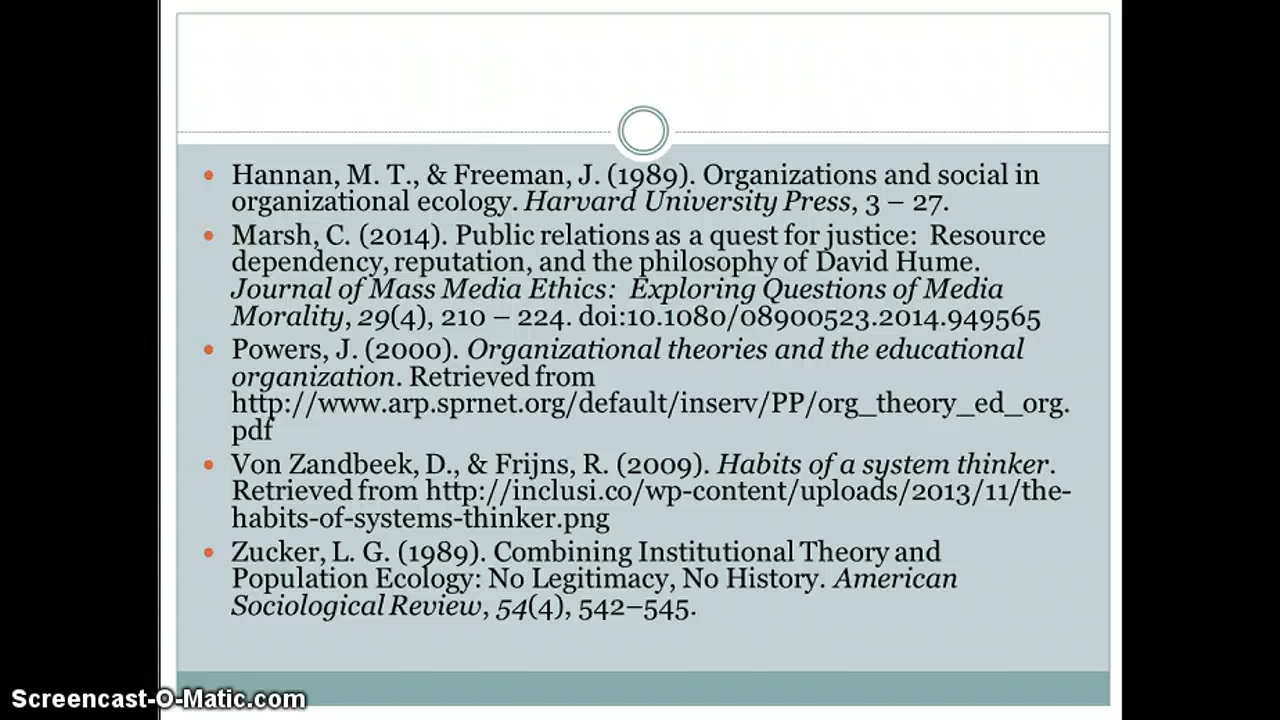 • Hannan, M. T., & Freeman, J. (1989). Organizations and social in
organizational ecology. Harvard University Press, 3 – 27.
• Marsh, C. (2014). Public relations as a quest for justice:  Resource
dependency, reputation, and the philosophy of David Hume.
Journal of Mass Media Ethics:  Exploring Questions of Media
Morality, 29(4), 210 – 224. doi:10.1080/08900523.2014.949565
• Powers, J. (2000). Organizational theories and the educational
organization. Retrieved from
http://www.arp.sprnet.org/default/inserv/PP/org_theory_ed_org.
pdf
• Von Zandbeek, D., & Frijns, R. (2009). Habits of a system thinker.
Retrieved from http://inclusi.co/wp-content/uploads/2013/11/the-
habits-of-systems-thinker.png
• Zucker, L. G. (1989). Combining Institutional Theory and
Population Ecology: No Legitimacy, No History. American
Sociological Review, 54(4), 542–545.
Screencast-O-Matic.com